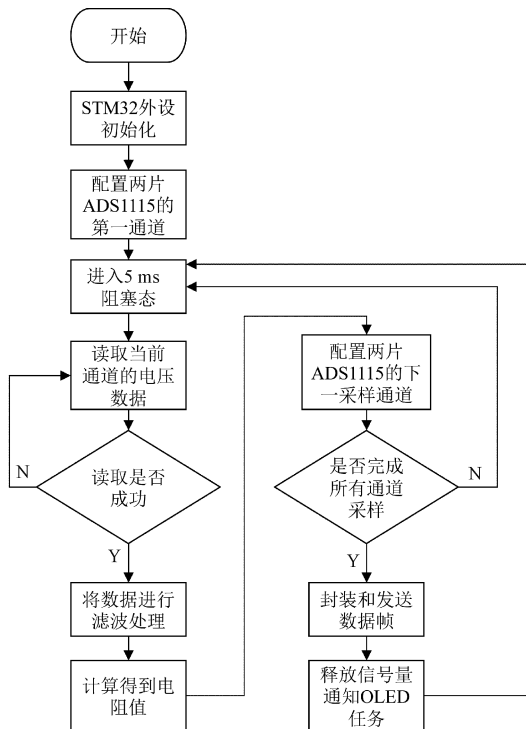 开始
STM32外设
初始化
配置两片
ADS1115的
第一通道
进入5 ms
阻塞态
读取当前
通道的电压
数据
N
读取是否
成功
Y
将数据进行
滤波处理
计算得到电
阻值
配置两片
ADS1115的下
一采样通道
是否完成
所有通道
采样
N
Y
封装和发送
数据帧
释放信号量
通知OLED
任务